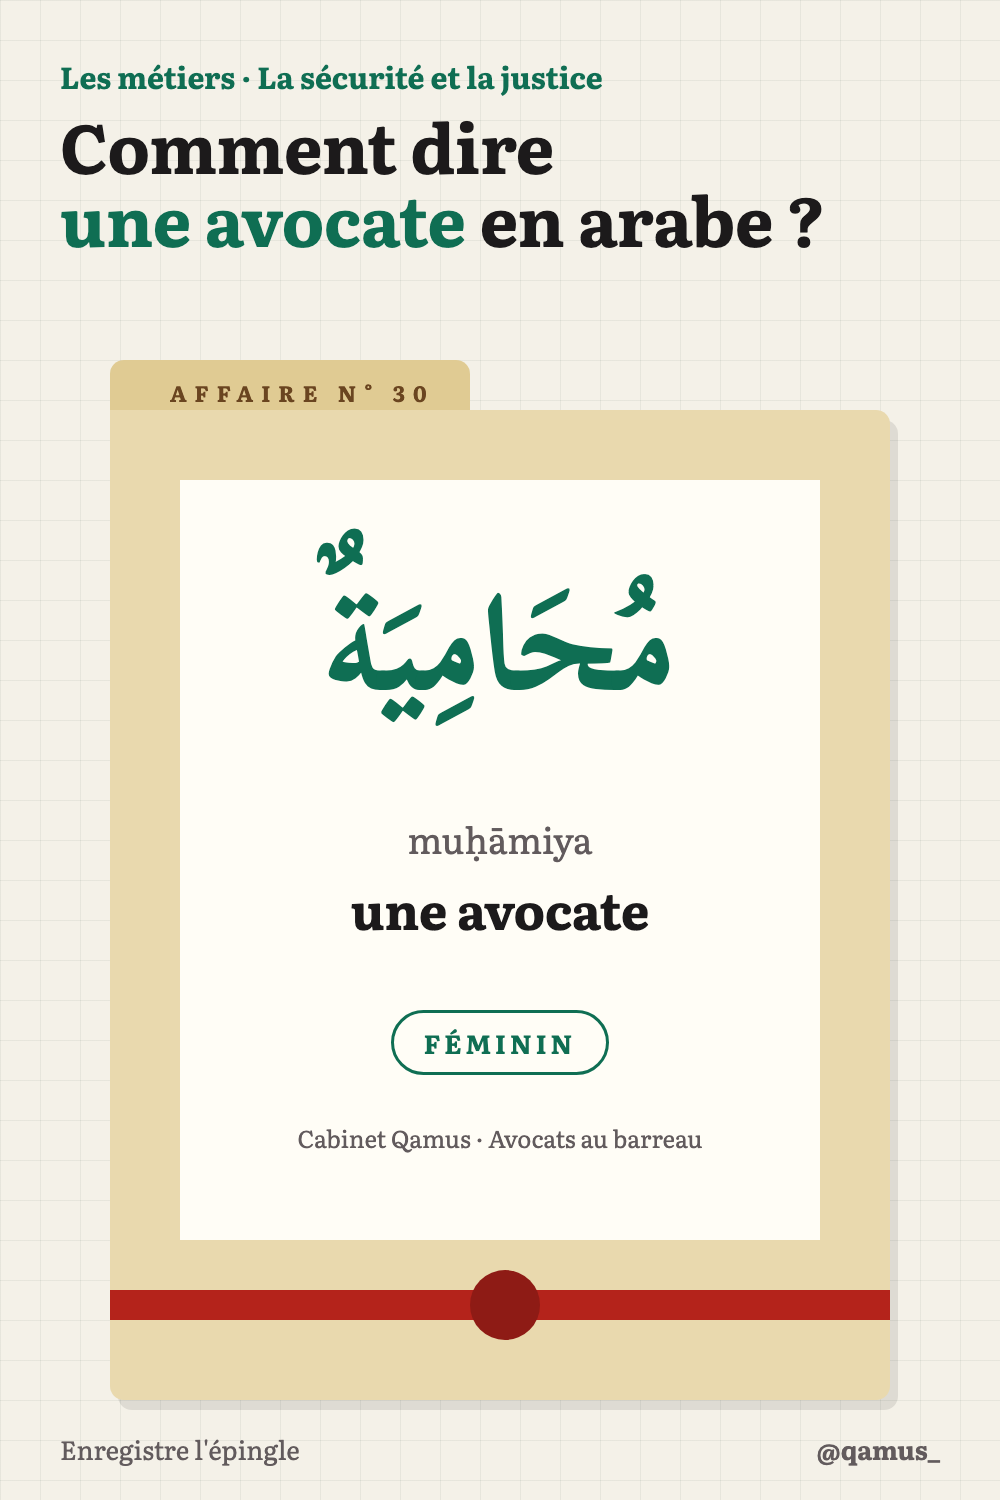 Les métiers · La sécurité et la justice
Comment dire
une avocate en arabe ?
AFFAIRE N° 30
مُحَامِيَةٌ
muḥāmiya
une avocate
FÉMININ
Cabinet Qamus · Avocats au barreau
Enregistre l'épingle
@qamus_